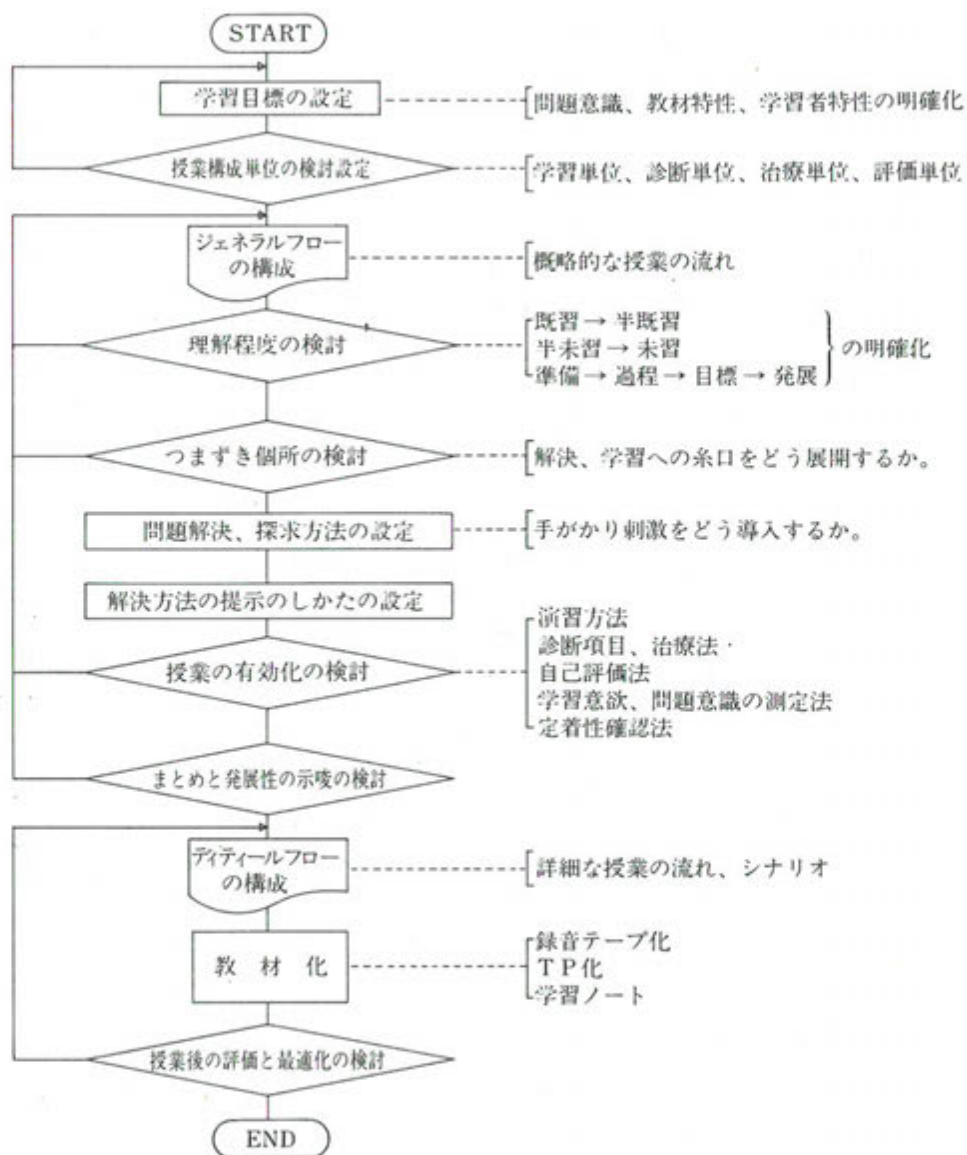 START
学習目標の設定
問題意識、教材特性、学習者特性の明確化
授業構成単位の検討設定
学習単位、診断単位、治療単位、評価単位
ジェネラルフロー
の構成
概略的な授業の流れ
理解程度の検討
既習 → 半既習
半未習 → 未習
準備 → 過程 → 目標 → 発展
の明確化
つまずき個所の検討
解決、学習への糸口をどう展開するか。
問題解決、探求方法の設定
手がかり刺激をどう導入するか。
解決方法の提示のしかたの設定
授業の有効化の検討
演習方法
診断項目、治療法
自己評価法
学習意欲、問題意識の測定法
定着性確認法
まとめと発展性の示唆の検討
ディティールフロー
の構成
詳細な授業の流れ、シナリオ
教材化
録音テープ化
TP化
学習ノート
授業後の評価と最適化の検討
END